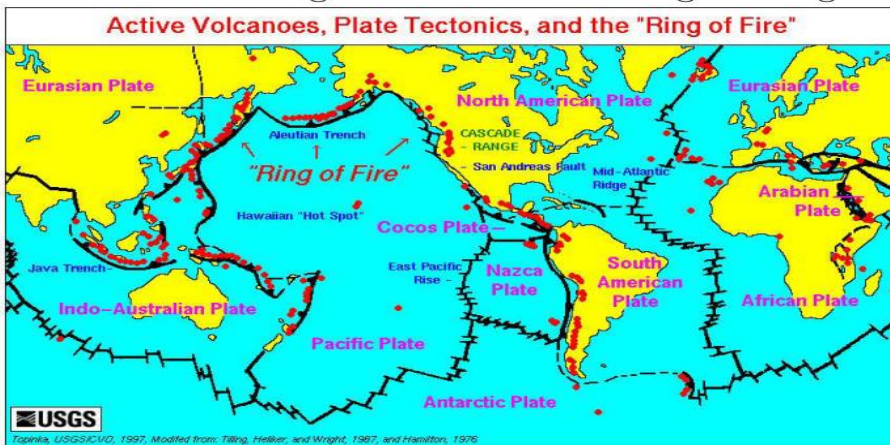 Active Volcanoes, Plate Tectonics, and the "Ring of Fire"
Eurasian Plate
North American Plate
Eurasian Plate
Aleutian Trench
CASCADE
RANGE
"Ring of Fire"
San Andreas Fault
Mid-Atlantic
Ridge
Arabian
Plate
Hawaiian "Hot Spot"
Cocos Plate
Java Trench
East Pacific
Rise
Nazca
Plate
South
American
Plate
Indo-Australian Plate
African Plate
Pacific Plate
Antarctic Plate
USGS
Topinka, USGS/CVO, 1997, Modified from: Tilling, Heliker, and Wright, 1987, and Hamilton, 1976